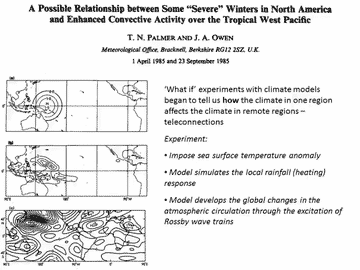 A Possible Relationship between Some "Severe" Winters in North America
and Enhanced Convective Activity over the Tropical West Pacific
T. N. PALMER AND J. A. OWEN
Meteorological Office, Bracknell, Berkshire RG12 2SZ, U.K.
1 April 1985 and 23 September 1985
'What if' experiments with climate models
began to tell us how the climate in one region
affects the climate in remote regions –
teleconnections
Experiment:
• Impose sea surface temperature anomaly
• Model simulates the local rainfall (heating)
response
• Model develops the global changes in the
atmospheric circulation through the excitation of
Rossby wave trains
(a)
(b)
(c)